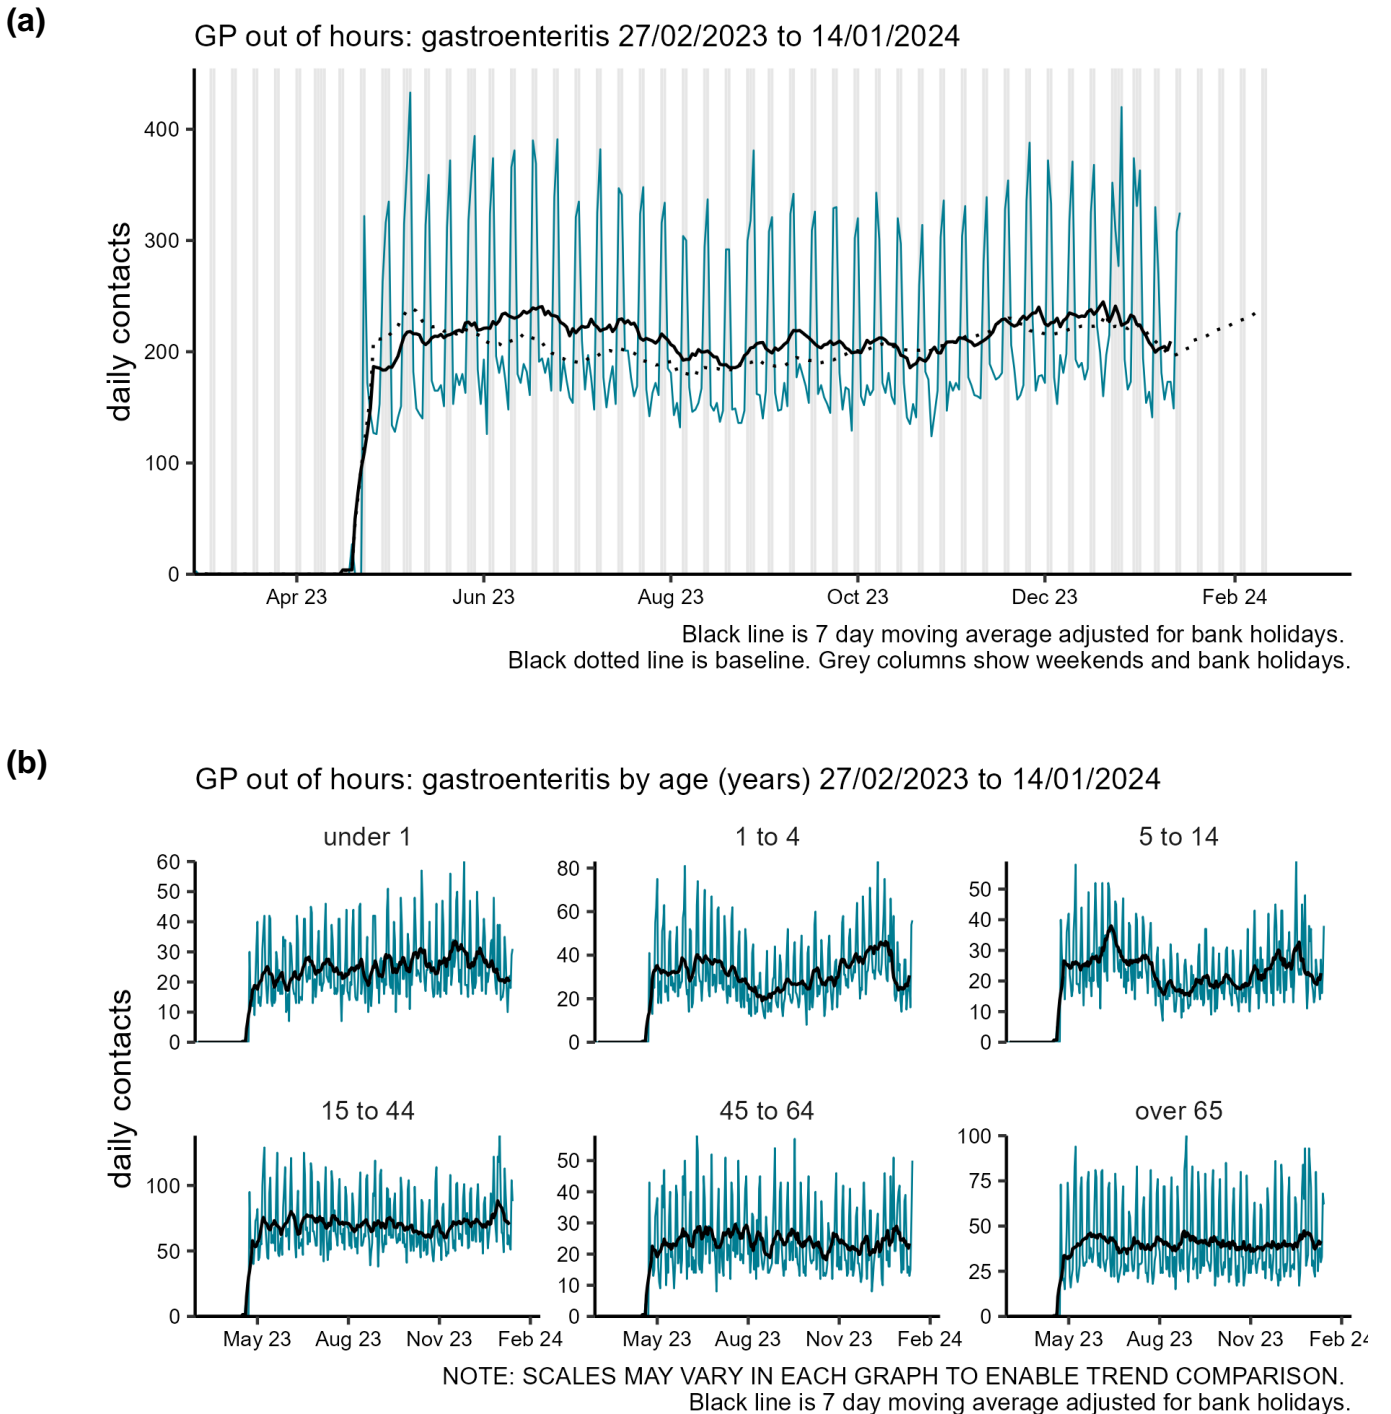 (a)
GP out of hours: gastroenteritis 27/02/2023 to 14/01/2024
daily contacts
400
300
200
100
0
Apr 23 Jun 23 Aug 23 Oct 23 Dec 23 Feb 24
Black line is 7 day moving average adjusted for bank holidays.
Black dotted line is baseline. Grey columns show weekends and bank holidays.
(b)
GP out of hours: gastroenteritis by age (years) 27/02/2023 to 14/01/2024
daily contacts
under 1
60
50
40
30
20
10
0
1 to 4
80
60
40
20
0
5 to 14
50
40
30
20
10
0
15 to 44
100
50
0
May 23 Aug 23 Nov 23 Feb 24
45 to 64
50
40
30
20
10
0
May 23 Aug 23 Nov 23 Feb 24
over 65
100
75
50
25
0
May 23 Aug 23 Nov 23 Feb 24
NOTE: SCALES MAY VARY IN EACH GRAPH TO ENABLE TREND COMPARISON.
Black line is 7 day moving average adjusted for bank holidays.